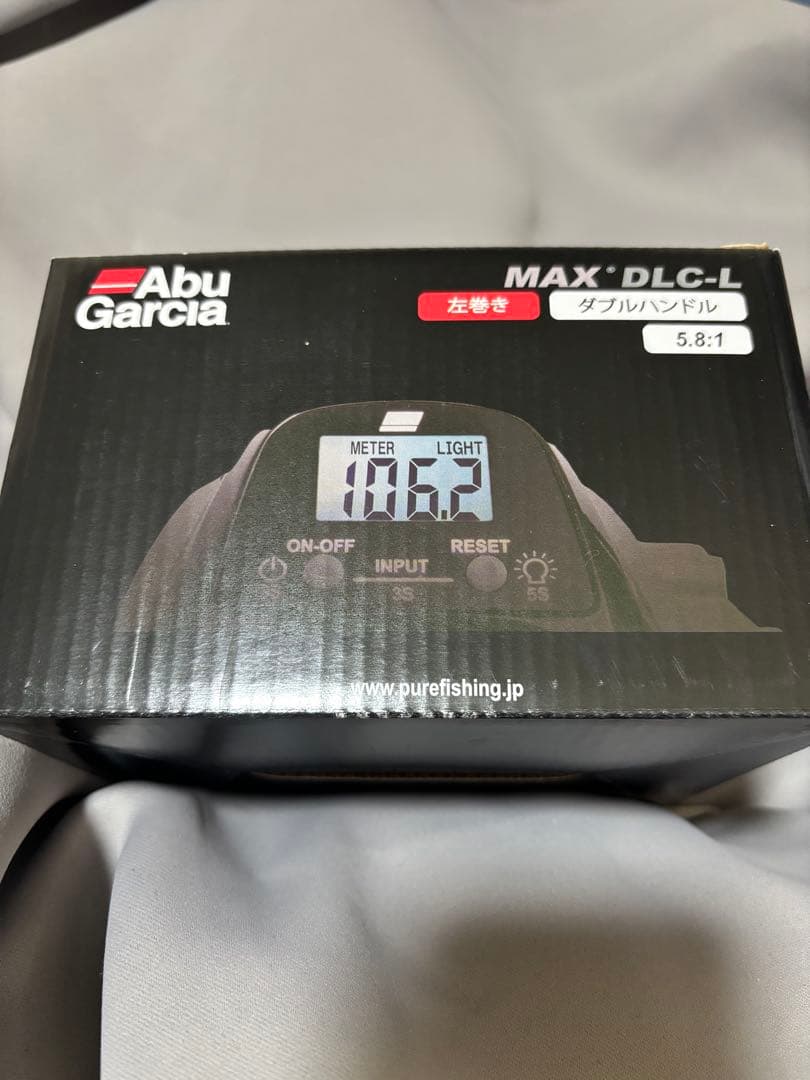 Abu
Garcia
MAX® DLC-L
左巻き
ダブルハンドル
5.8:1
METER LIGHT
106.2
ON-OFF
RESET
INPUT
3S
5S
www.purefishing.jp